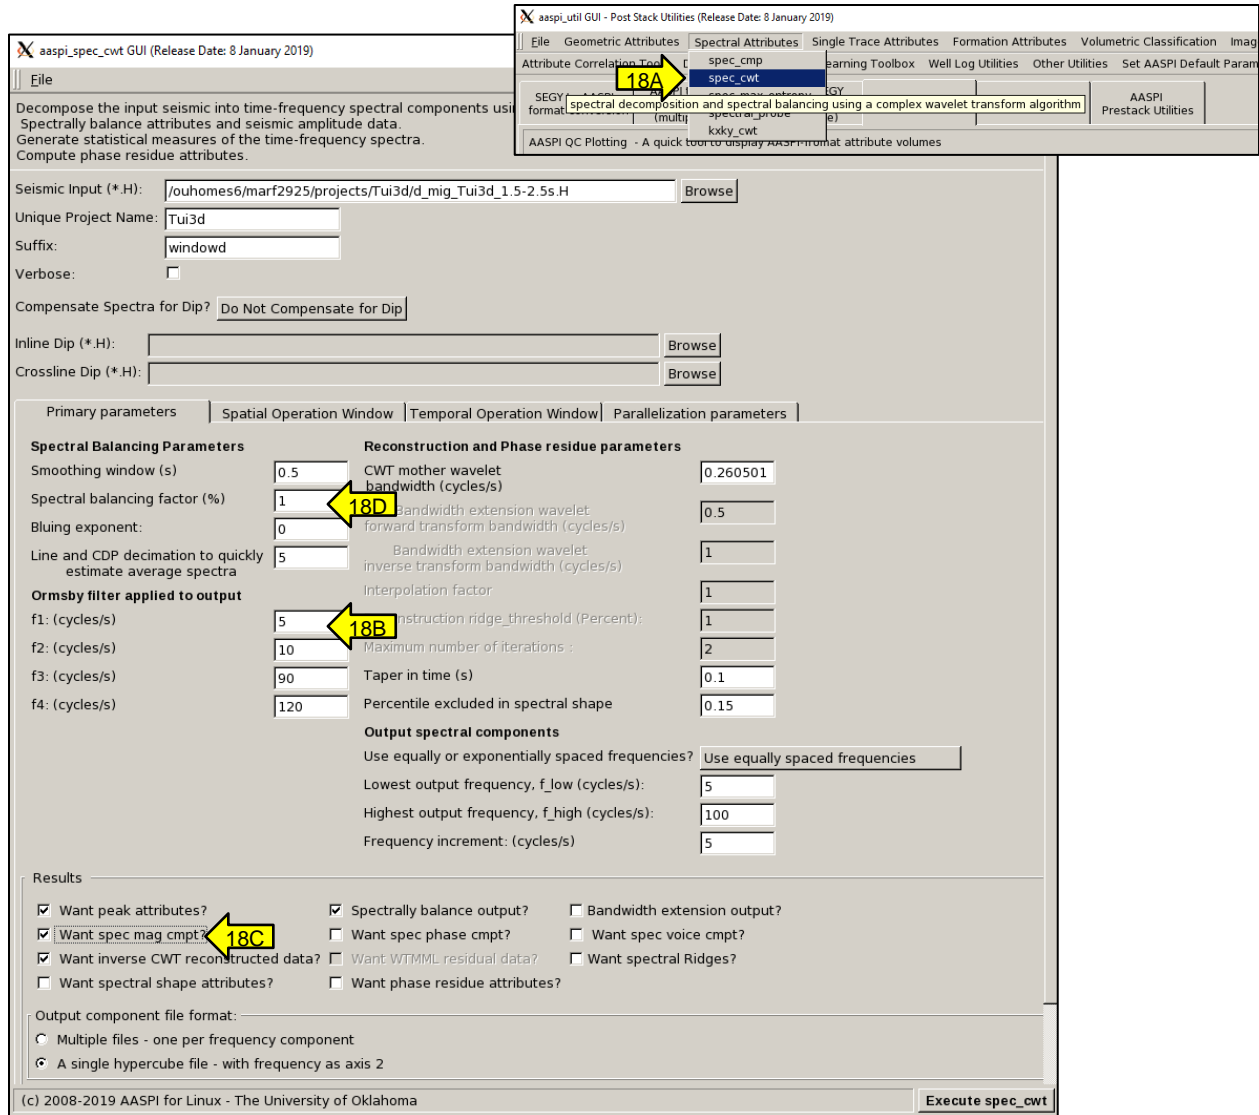 aaspi_util GUI - Post Stack Utilities (Release Date: 8 January 2019)
File Geometric Attributes Spectral Attributes Single Trace Attributes Formation Attributes Volumetric Classification Imag
Attribute Correlation Too D earning Toolbox Well Log Utilities Other Utilities Set AASPI Default Param
spec_cmp
18A
spec_cwt
spectral decomposition and spectral balancing using a complex wavelet transform algorithm
AASPI
Prestack Utilities
kxky_cwt
AASPI QC Plotting - A quick tool to display AASPI-fromat attribute volumes
aaspi_spec_cwt GUI (Release Date: 8 January 2019)
File
Decompose the input seismic into time-frequency spectral components usi
Spectrally balance attributes and seismic amplitude data.
Generate statistical measures of the time-frequency spectra.
Compute phase residue attributes.
Seismic Input (*.H): /ouhomes6/marf2925/projects/Tui3d/d_mig_Tui3d_1.5-2.5s.H Browse
Unique Project Name: Tui3d
Suffix: windowd
Verbose:
Compensate Spectra for Dip? Do Not Compensate for Dip
Inline Dip (*.H): Browse
Crossline Dip (*.H): Browse
Primary parameters Spatial Operation Window Temporal Operation Window Parallelization parameters
Spectral Balancing Parameters
Smoothing window (s) 0.5
Spectral balancing factor (%) 1
18D
Bluing exponent: 0
Line and CDP decimation to quickly
estimate average spectra 5
Ormsby filter applied to output
f1: (cycles/s) 5
18B
f2: (cycles/s) 10
f3: (cycles/s) 90
f4: (cycles/s) 120
Reconstruction and Phase residue parameters
CWT mother wavelet
bandwidth (cycles/s) 0.260501
Bandwidth extension wavelet
forward transform bandwidth (cycles/s) 0.5
Bandwidth extension wavelet
inverse transform bandwidth (cycles/s) 1
Interpolation factor 1
nstruction ridge_threshold (Percent): 1
Maximum number of iterations : 2
Taper in time (s) 0.1
Percentile excluded in spectral shape 0.15
Output spectral components
Use equally or exponentially spaced frequencies? Use equally spaced frequencies
Lowest output frequency, f_low (cycles/s): 5
Highest output frequency, f_high (cycles/s): 100
Frequency increment: (cycles/s) 5
Results
Want peak attributes? Spectrally balance output? Bandwidth extension output?
Want spec mag cmpt? 18C Want spec phase cmpt? Want spec voice cmpt?
Want inverse CWT reconstructed data? Want WTMML residual data? Want spectral Ridges?
Want spectral shape attributes? Want phase residue attributes?
Output component file format:
Multiple files - one per frequency component
A single hypercube file - with frequency as axis 2
(c) 2008-2019 AASPI for Linux - The University of Oklahoma Execute spec_cwt